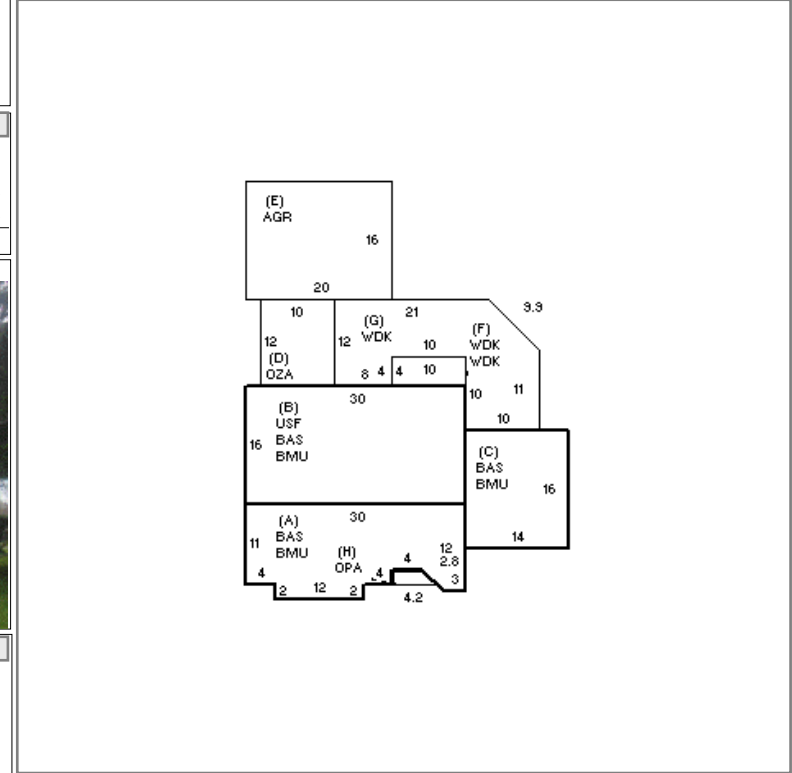 (E)
AGR
16
20
9.9
10
21
(G)
WDK
(F)
WDK
WDK
12
12
10
(D)
OZA
8
4
4
10
10
11
30
10
(B)
USF
BAS
BMU
16
(C)
BAS
BMU
16
30
(A)
BAS
BMU
11
14
(H)
OPA
12
2.8
4
4
4
3
2
12
2
4.2